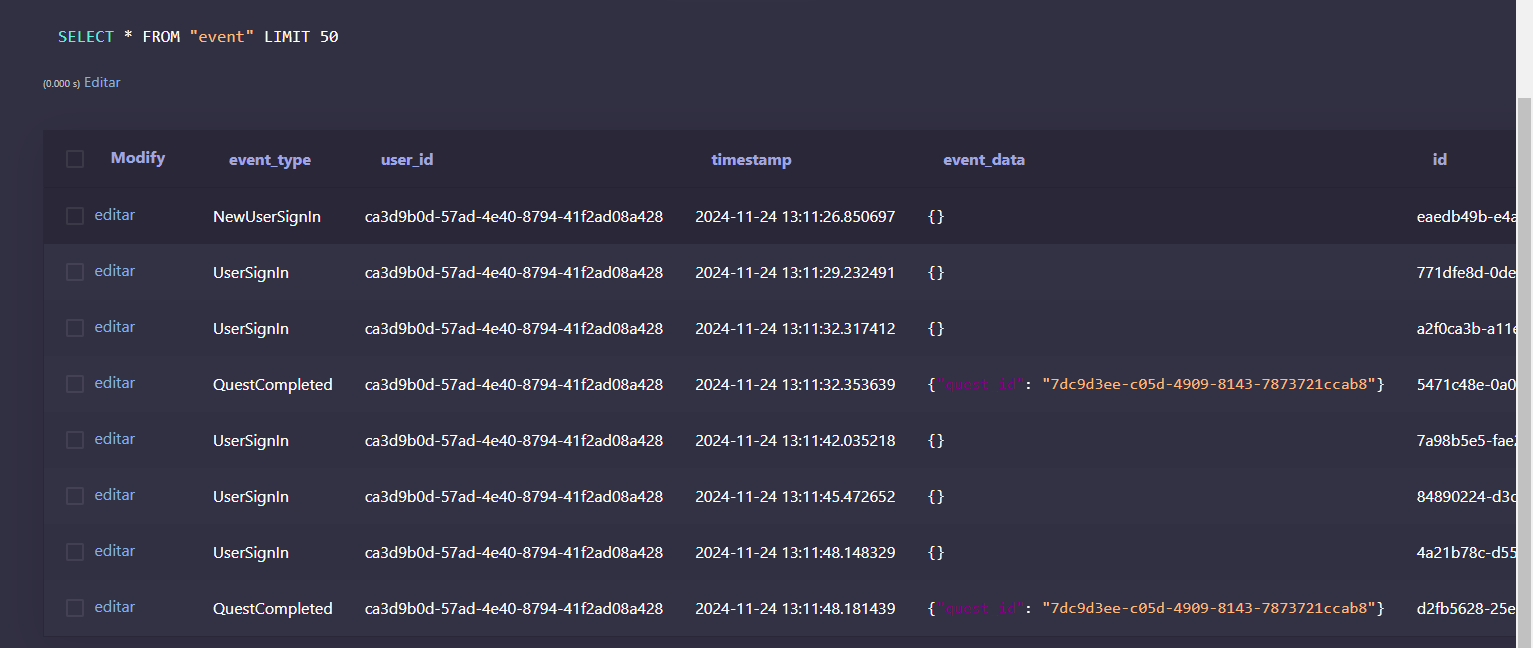 SELECT * FROM "event" LIMIT 50
(0.000 s) Editar
Modify event_type user_id timestamp event_data id
editar NewUserSignIn ca3d9b0d-57ad-4e40-8794-41f2ad08a428 2024-11-24 13:11:26.850697 {} eaedb49b-e4a
editar UserSignIn ca3d9b0d-57ad-4e40-8794-41f2ad08a428 2024-11-24 13:11:29.232491 {} 771dfe8d-0de
editar UserSignIn ca3d9b0d-57ad-4e40-8794-41f2ad08a428 2024-11-24 13:11:32.317412 {} a2f0ca3b-a11e
editar QuestCompleted ca3d9b0d-57ad-4e40-8794-41f2ad08a428 2024-11-24 13:11:32.353639 {"quest_id": "7dc9d3ee-c05d-4909-8143-7873721ccab8"} 5471c48e-0a0
editar UserSignIn ca3d9b0d-57ad-4e40-8794-41f2ad08a428 2024-11-24 13:11:42.035218 {} 7a98b5e5-fae2
editar UserSignIn ca3d9b0d-57ad-4e40-8794-41f2ad08a428 2024-11-24 13:11:45.472652 {} 84890224-d3c
editar UserSignIn ca3d9b0d-57ad-4e40-8794-41f2ad08a428 2024-11-24 13:11:48.148329 {} 4a21b78c-d55
editar QuestCompleted ca3d9b0d-57ad-4e40-8794-41f2ad08a428 2024-11-24 13:11:48.181439 {"quest_id": "7dc9d3ee-c05d-4909-8143-7873721ccab8"} d2fb5628-25e